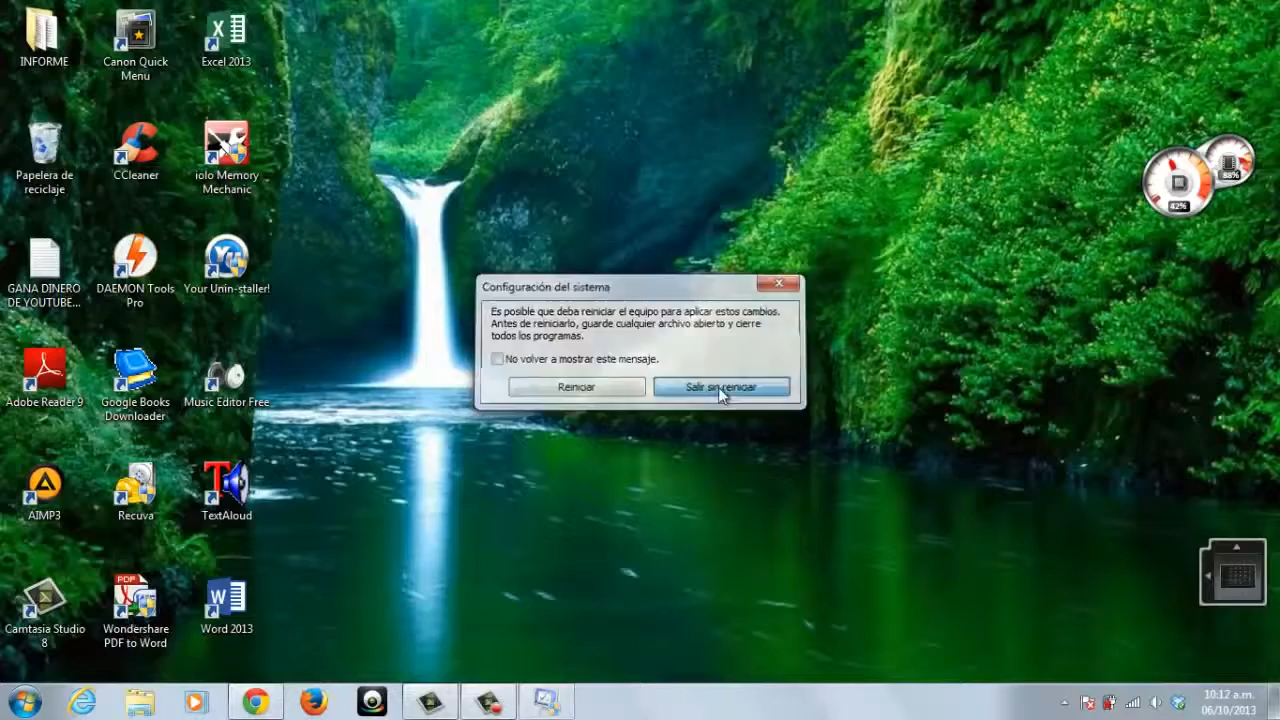 INFORME
Canon Quick
Menu
Excel 2013
Papelera de
reciclaje
CCleaner
iolo Memory
Mechanic
GANA DINERO
DE YOUTUBE...
DAEMON Tools
Pro
Your Unin-staller!
Adobe Reader 9
Google Books
Downloader
Music Editor Free
AIMP3
Recuva
TextAloud
Camtasia Studio
8
Wondershare
PDF to Word
Word 2013
PDF
Configuración del sistema
Es posible que deba reiniciar el equipo para aplicar estos cambios.
Antes de reiniciarlo, guarde cualquier archivo abierto y cierre
todos los programas.
No volver a mostrar este mensaje.
Reiniciar
Salir sin reiniciar
88%
42%
10:12 a.m.
06/10/2013